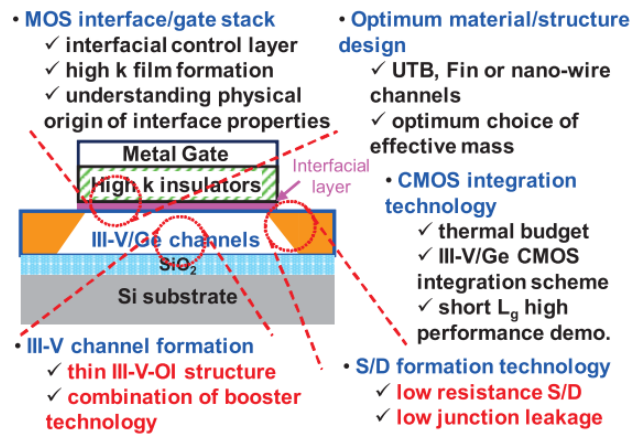 • MOS interface/gate stack
✓ interfacial control layer
✓ high k film formation
✓ understanding physical
origin of interface properties
• Optimum material/structure
design
✓ UTB, Fin or nano-wire
channels
✓ optimum choice of
effective mass
Metal Gate
High k insulators
Interfacial
layer
III-V/Ge channels
SiO2
Si substrate
• CMOS integration
technology
✓ thermal budget
✓ III-V/Ge CMOS
integration scheme
✓ short Lg high
performance demo.
• III-V channel formation
✓ thin III-V-OI structure
✓ combination of booster
technology
• S/D formation technology
✓ low resistance S/D
✓ low junction leakage